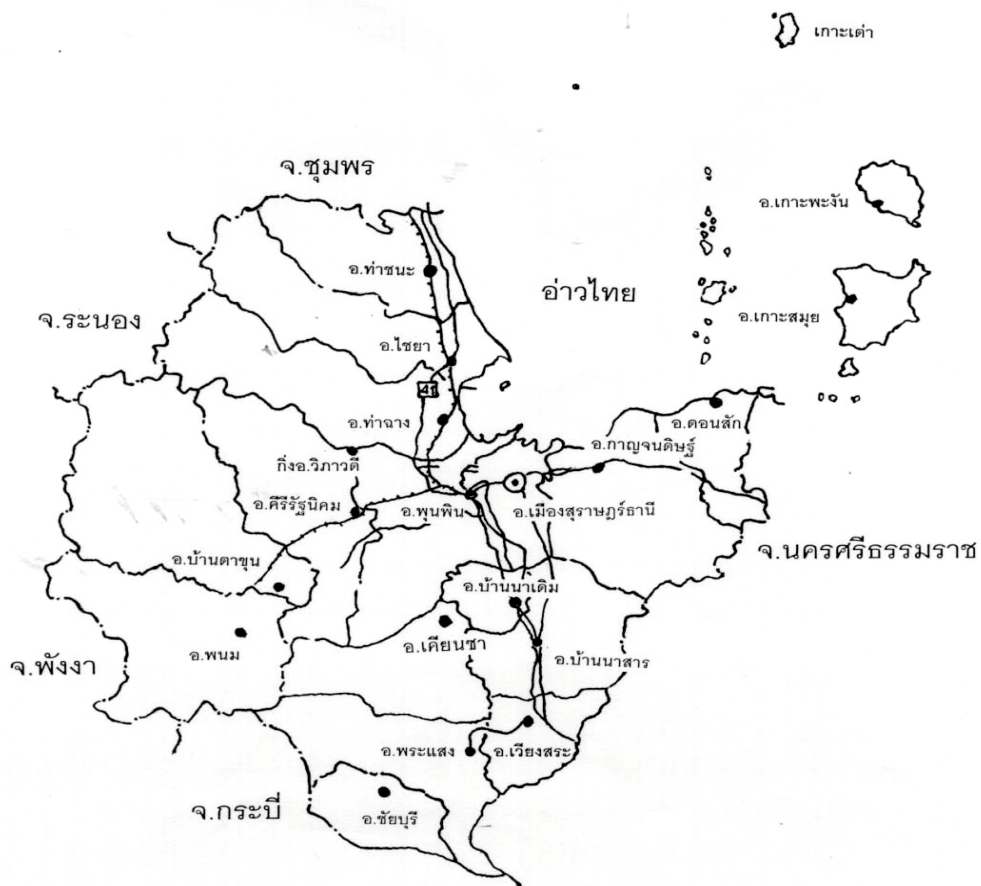 เกาะเต่า
จ.ชุมพร
อ.เกาะพะงัน
อ.ท่าชนะ
อ่าวไทย
จ.ระนอง
อ.เกาะสมุย
อ.ไชยา
41
อ.ท่าฉาง
อ.ดอนสัก
อ.กาญจนดิษฐ์
กิ่งอ.วิภาวดี
อ.คีรีรัฐนิคม
อ.พุนพิน
อ.เมืองสุราษฎร์ธานี
จ.นครศรีธรรมราช
อ.บ้านตาขุน
อ.บ้านนาเดิม
อ.เคียนซา
อ.พนม
อ.บ้านนาสาร
จ.พังงา
อ.พระแสง
อ.เวียงสระ
จ.กระบี่
อ.ชัยบุรี